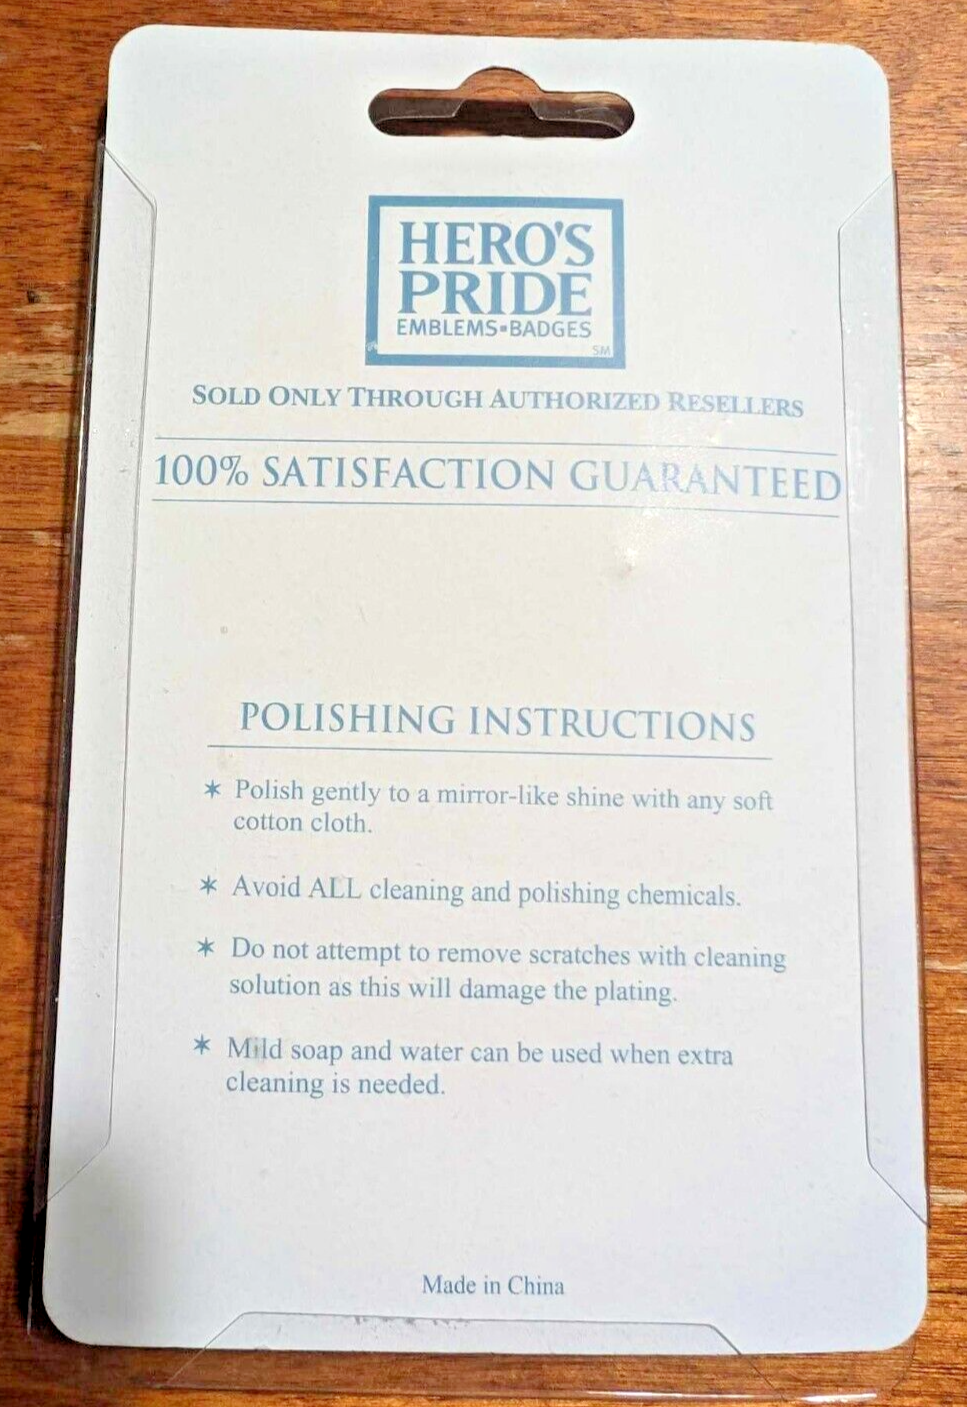 HERO'S
PRIDE
EMBLEMS▪BADGES
SM
SOLD ONLY THROUGH AUTHORIZED RESELLERS
100% SATISFACTION GUARANTEED
POLISHING INSTRUCTIONS
✶ Polish gently to a mirror-like shine with any soft
cotton cloth.
✶ Avoid ALL cleaning and polishing chemicals.
✶ Do not attempt to remove scratches with cleaning
solution as this will damage the plating.
✶ Mild soap and water can be used when extra
cleaning is needed.
Made in China